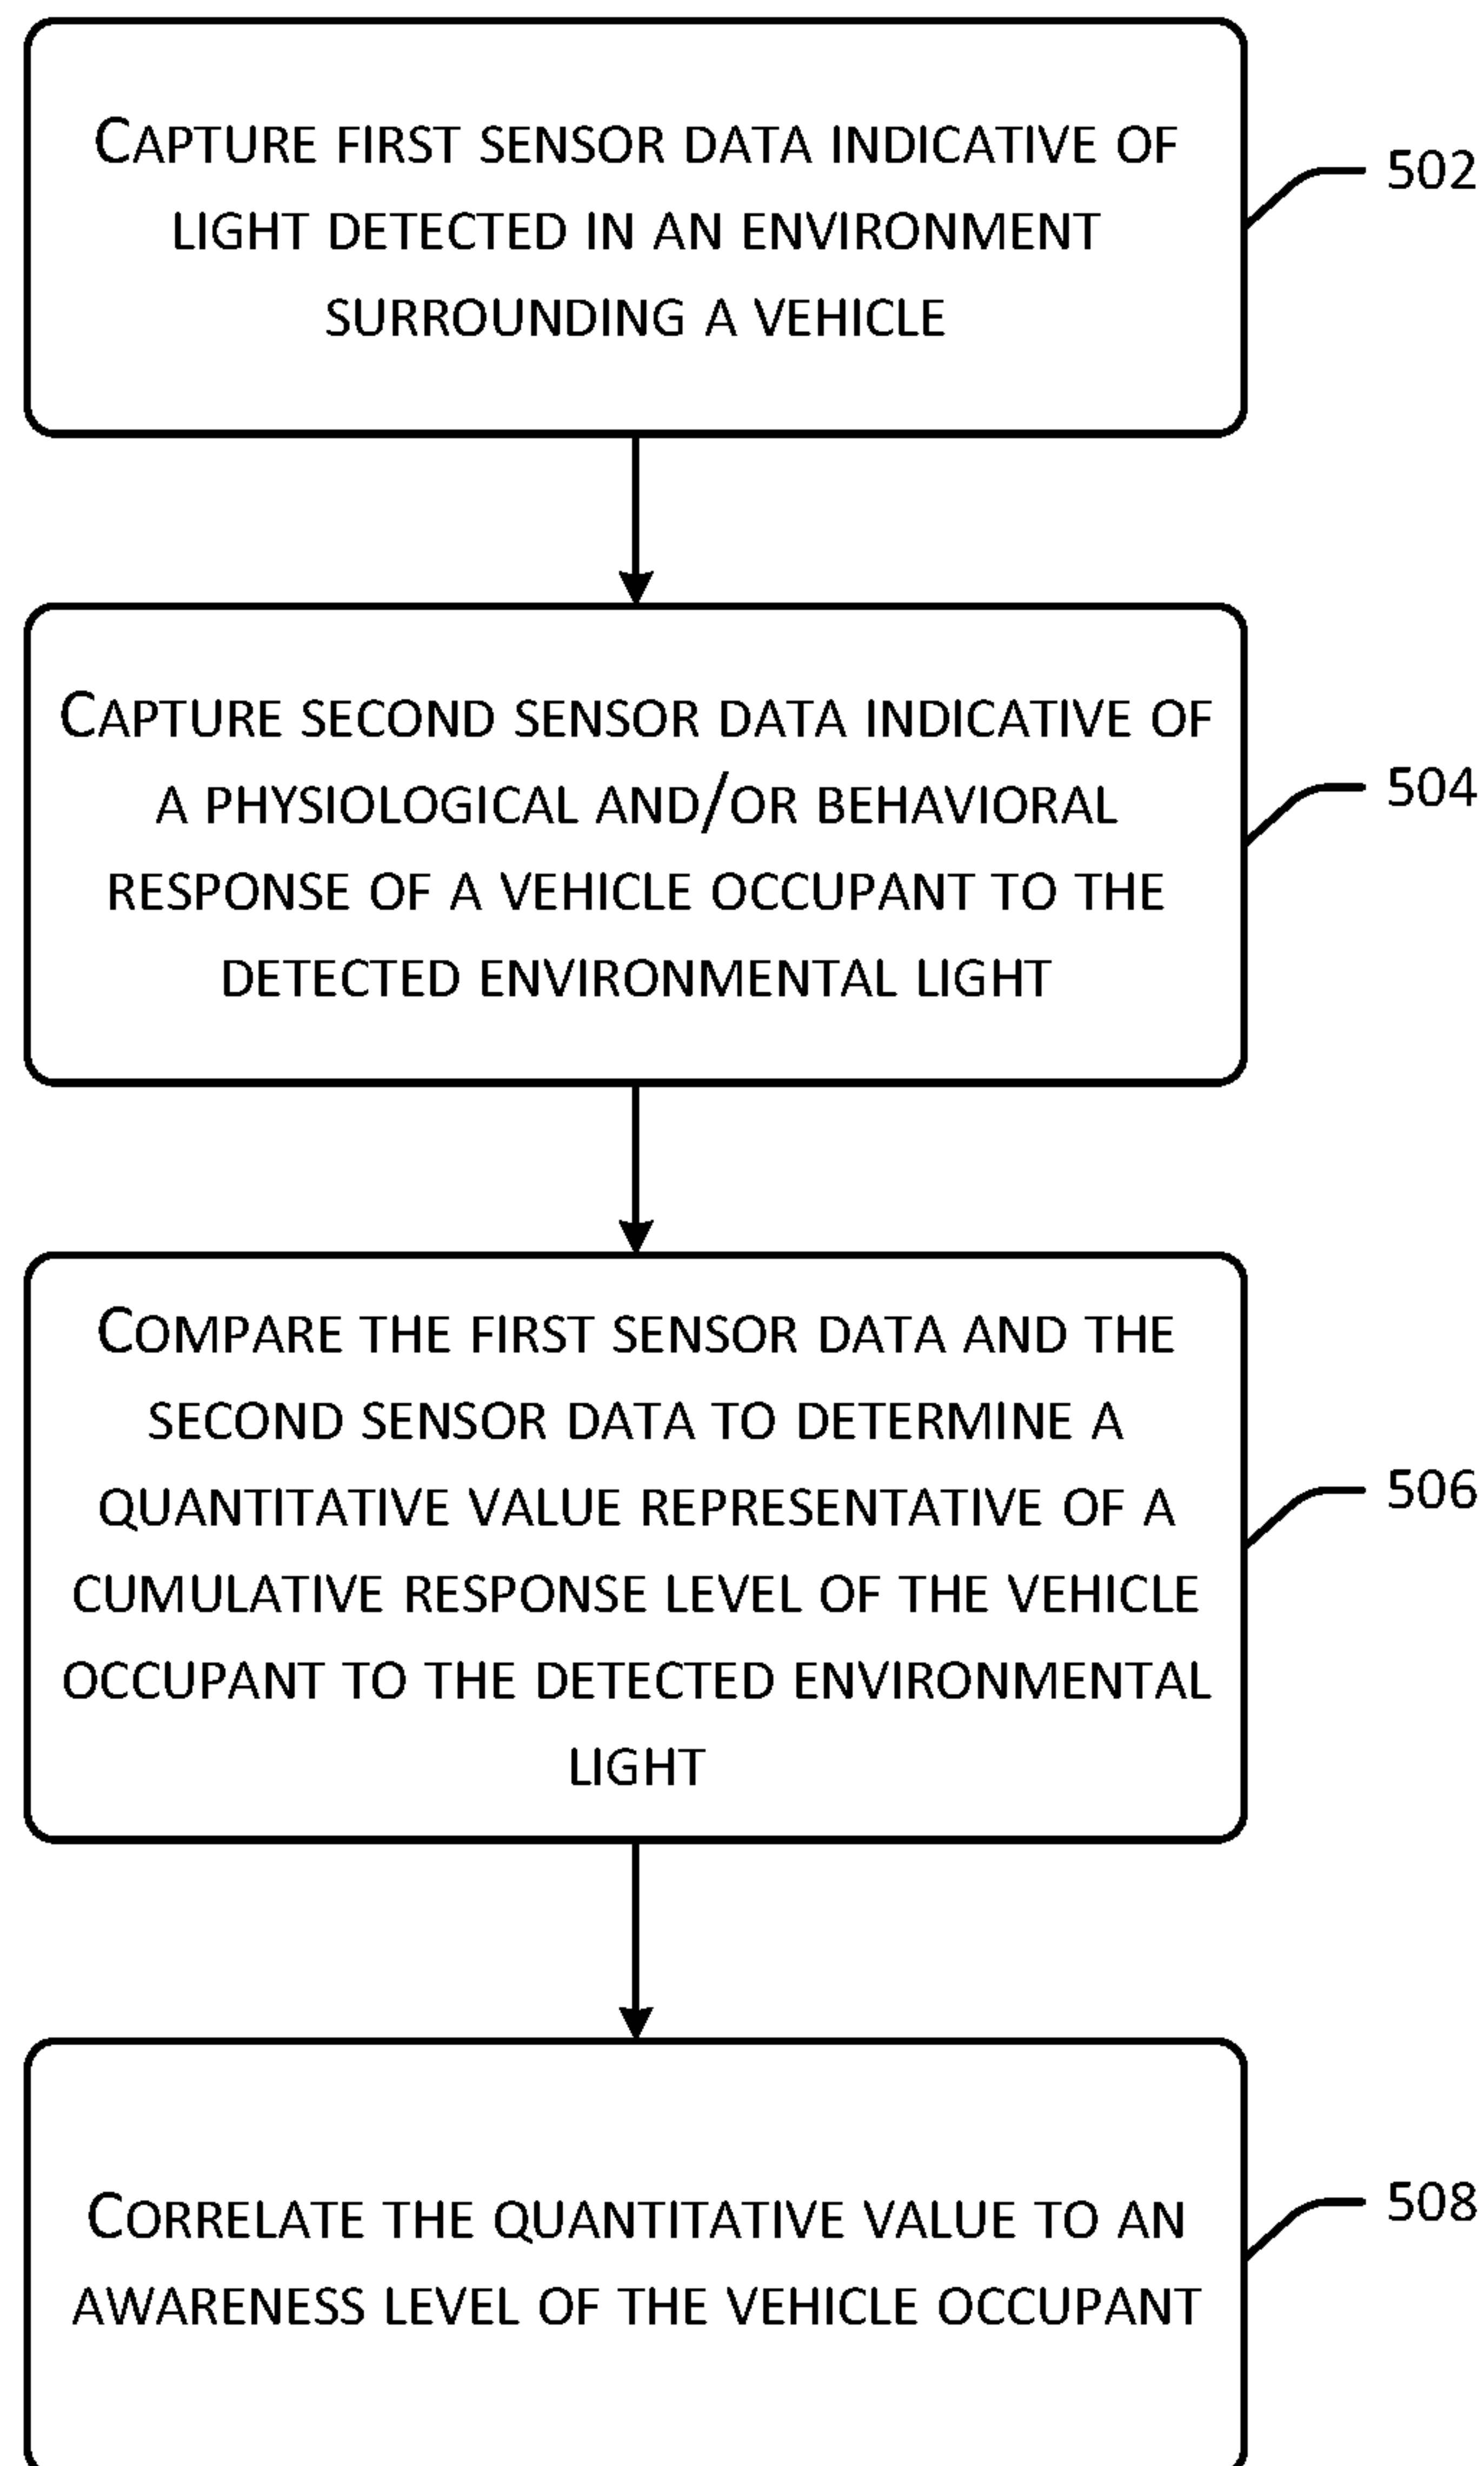 CAPTURE FIRST SENSOR DATA INDICATIVE OF
LIGHT DETECTED IN AN ENVIRONMENT
SURROUNDING A VEHICLE
502
CAPTURE SECOND SENSOR DATA INDICATIVE OF
A PHYSIOLOGICAL AND/OR BEHAVIORAL
RESPONSE OF A VEHICLE OCCUPANT TO THE
DETECTED ENVIRONMENTAL LIGHT
504
COMPARE THE FIRST SENSOR DATA AND THE
SECOND SENSOR DATA TO DETERMINE A
QUANTITATIVE VALUE REPRESENTATIVE OF A
CUMULATIVE RESPONSE LEVEL OF THE VEHICLE
OCCUPANT TO THE DETECTED ENVIRONMENTAL
LIGHT
506
CORRELATE THE QUANTITATIVE VALUE TO AN
AWARENESS LEVEL OF THE VEHICLE OCCUPANT
508